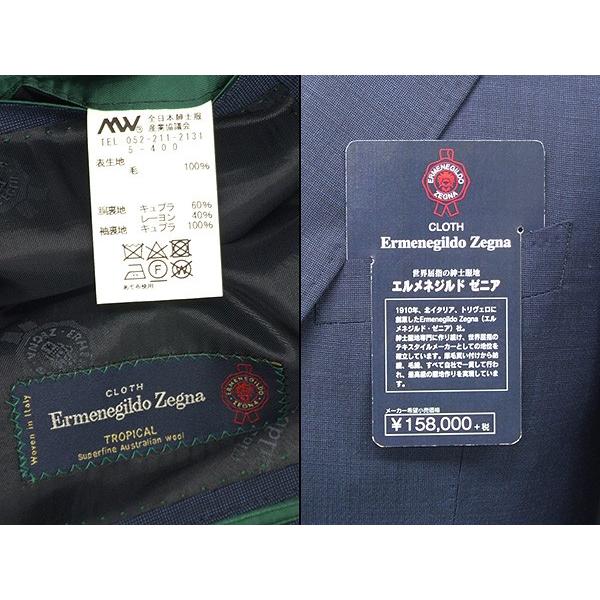 MW® 全日本紳士服
産業協議会
TEL 052-211-2131
5-400
表生地
毛 100%
胴裏地 キュプラ 60%
レーヨン 40%
袖裏地 キュプラ 100%
あて布使用
CLOTH
Ermenegildo Zegna
TROPICAL
Superfine Australian Wool
Woven in Italy
ERMENEGILDO
ZEGNA
ERMENEGILDO
ZEGNA
CLOTH
Ermenegildo Zegna
世界屈指の紳士服地
エルメネジルド ゼニア
1910年、北イタリア、トリヴェロに
創業したErmenegildo Zegna(エル
メネジルド・ゼニア)社。
紳士服地専門に作り続け、世界屈指の
テキスタイルメーカーとしての地位を
確立しています。原毛買い付けから紡
績、毛織、すべて自社で一貫して行わ
れ、最高級の服地作りを実現していま
す。
メーカー希望小売価格
¥158,000+税